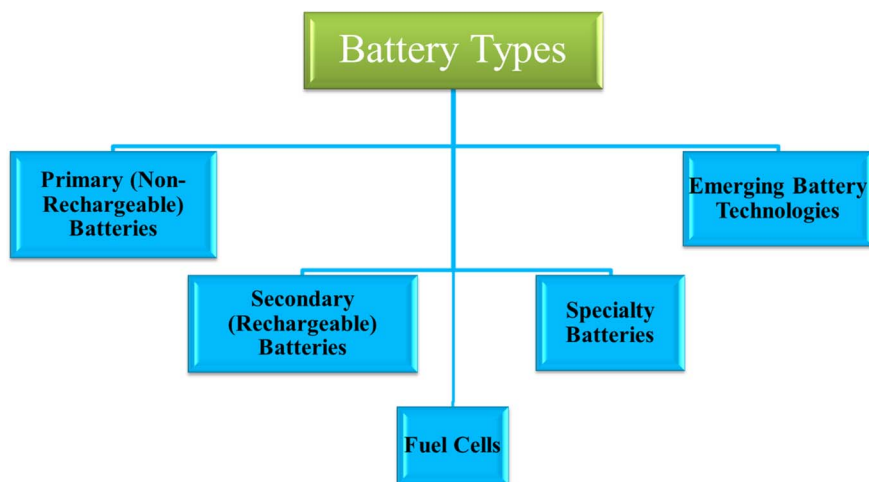 Battery Types
Primary (Non-
Rechargeable)
Batteries
Emerging Battery
Technologies
Secondary
(Rechargeable)
Batteries
Specialty
Batteries
Fuel Cells